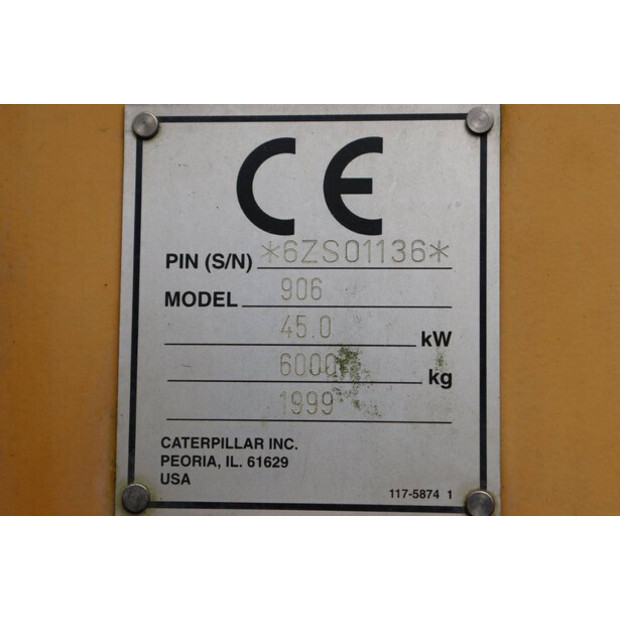 CE
PIN (S/N) *6ZS01136*
MODEL 906
45.0 kW
6000 kg
1999
CATERPILLAR INC.
PEORIA, IL. 61629
USA
117-5874 1